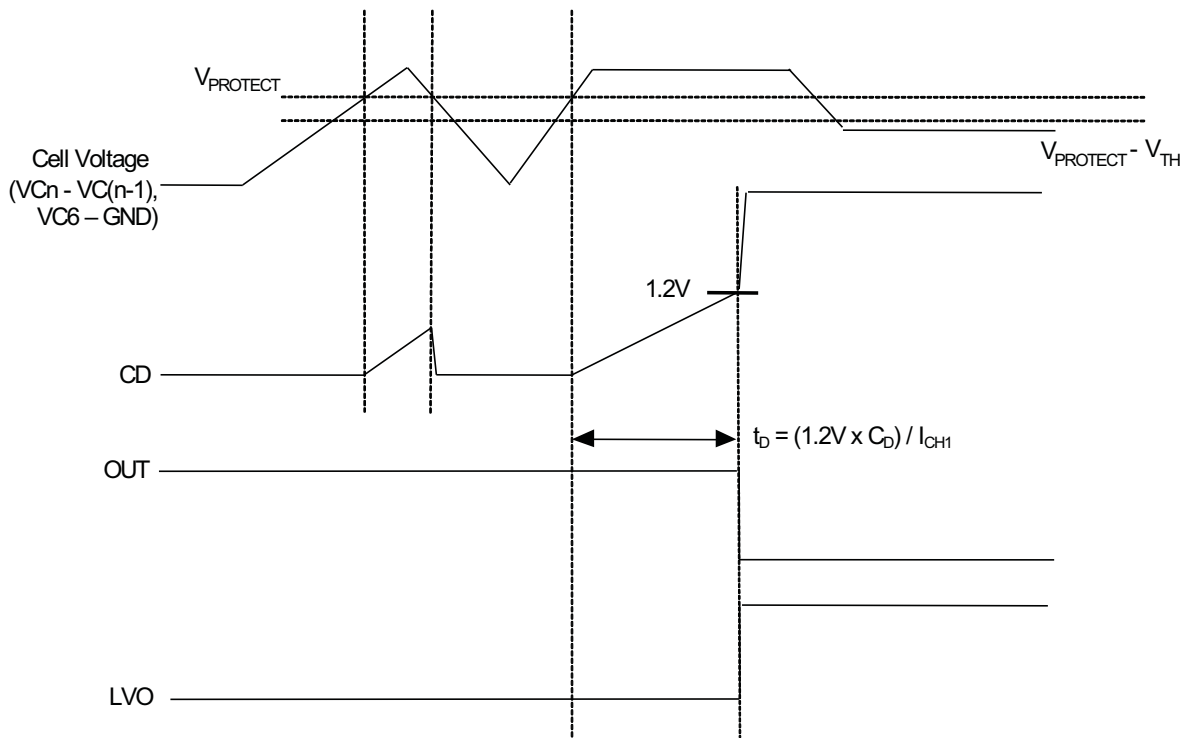 VPROTECT
Cell Voltage
(VCn - VC(n-1),
VC6 – GND)
VPROTECT - VTH
1.2V
CD
tD = (1.2V x CD) / ICH1
OUT
LVO